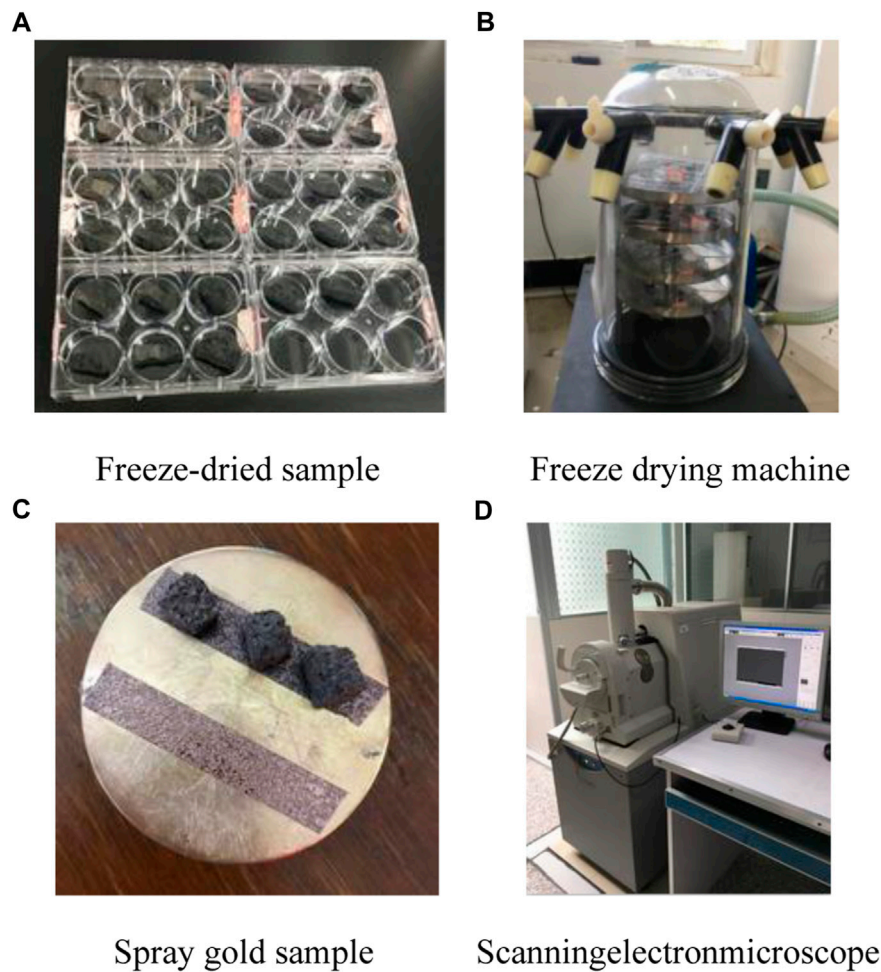 A
B
Freeze-dried sample
Freeze drying machine
C
D
Spray gold sample
Scanningelectronmicroscope